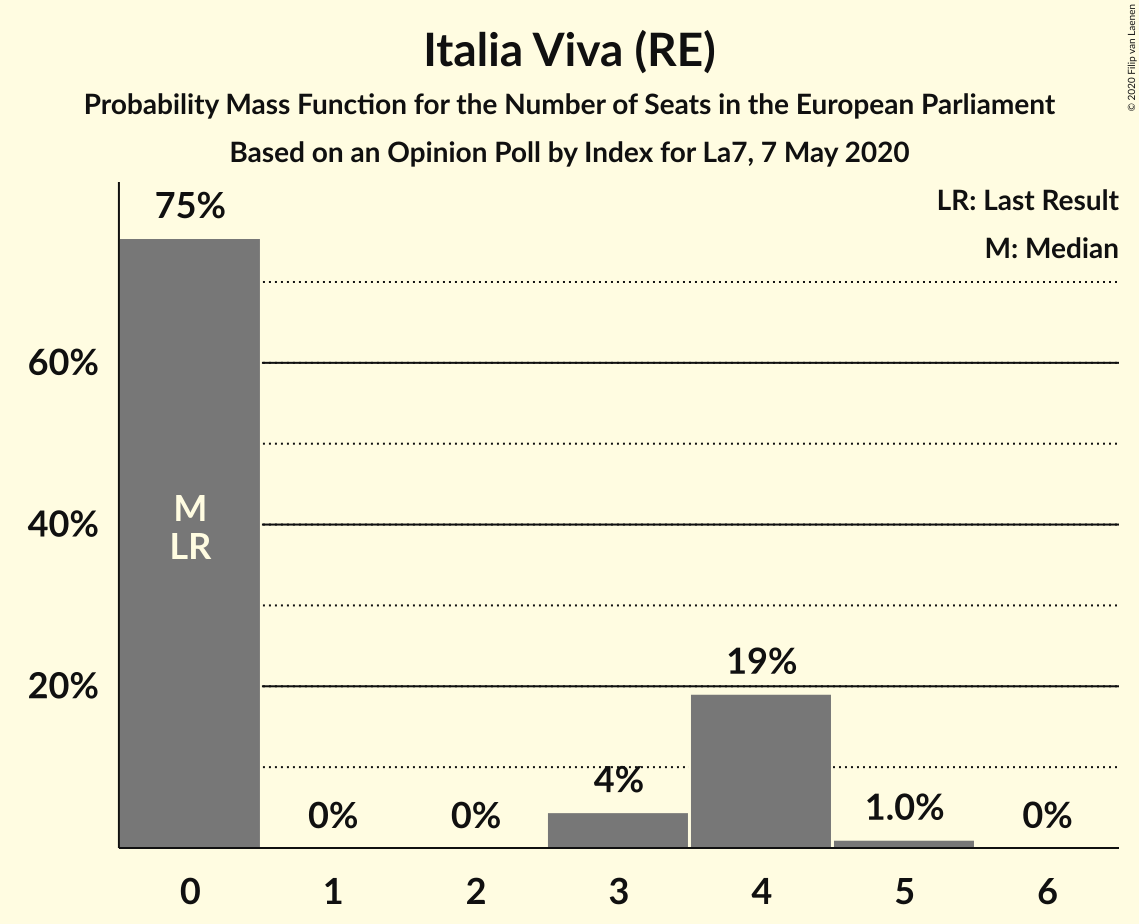 Italia Viva (RE)
Probability Mass Function for the Number of Seats in the European Parliament
Based on an Opinion Poll by Index for La7, 7 May 2020
© 2020 Filip van Laenen
LR: Last Result
M: Median
75%
60%
40%
20%
M
LR
0%
0%
4%
19%
1.0%
0%
0
1
2
3
4
5
6